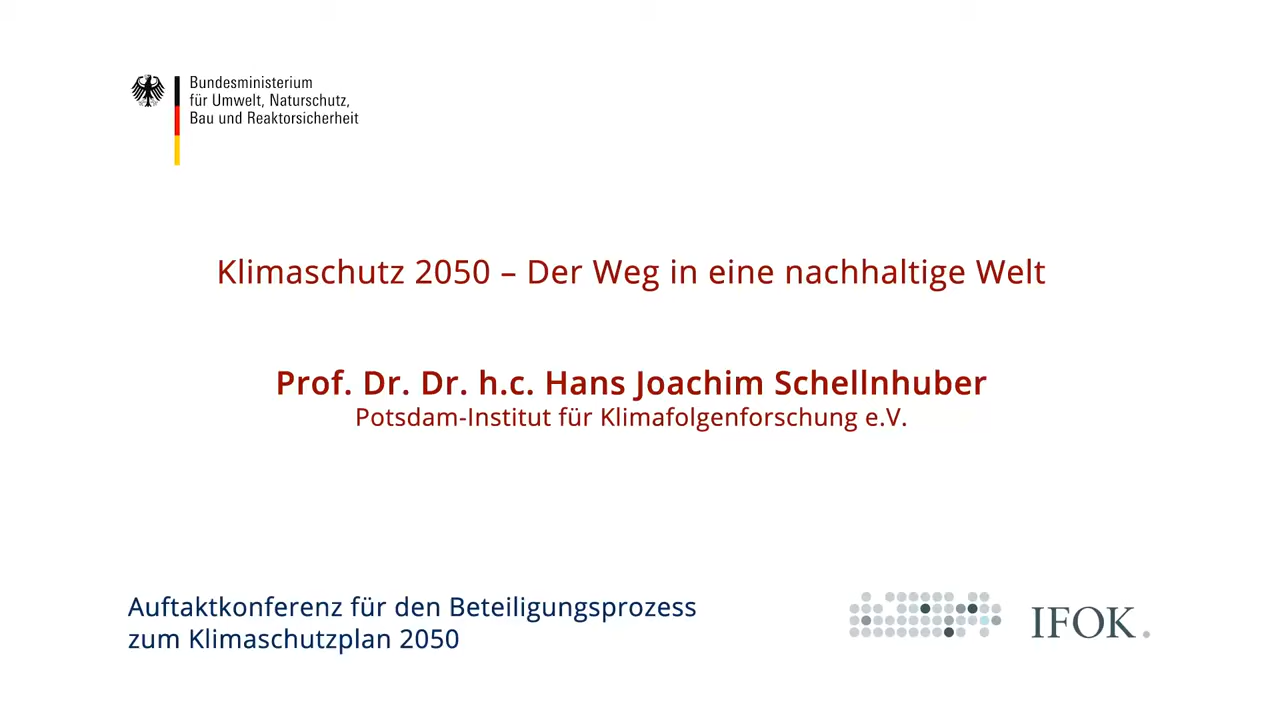 Bundesministerium
für Umwelt, Naturschutz,
Bau und Reaktorsicherheit
Klimaschutz 2050 – Der Weg in eine nachhaltige Welt
Prof. Dr. Dr. h.c. Hans Joachim Schellnhuber
Potsdam-Institut für Klimafolgenforschung e.V.
Auftaktkonferenz für den Beteiligungsprozess
zum Klimaschutzplan 2050
IFOK.